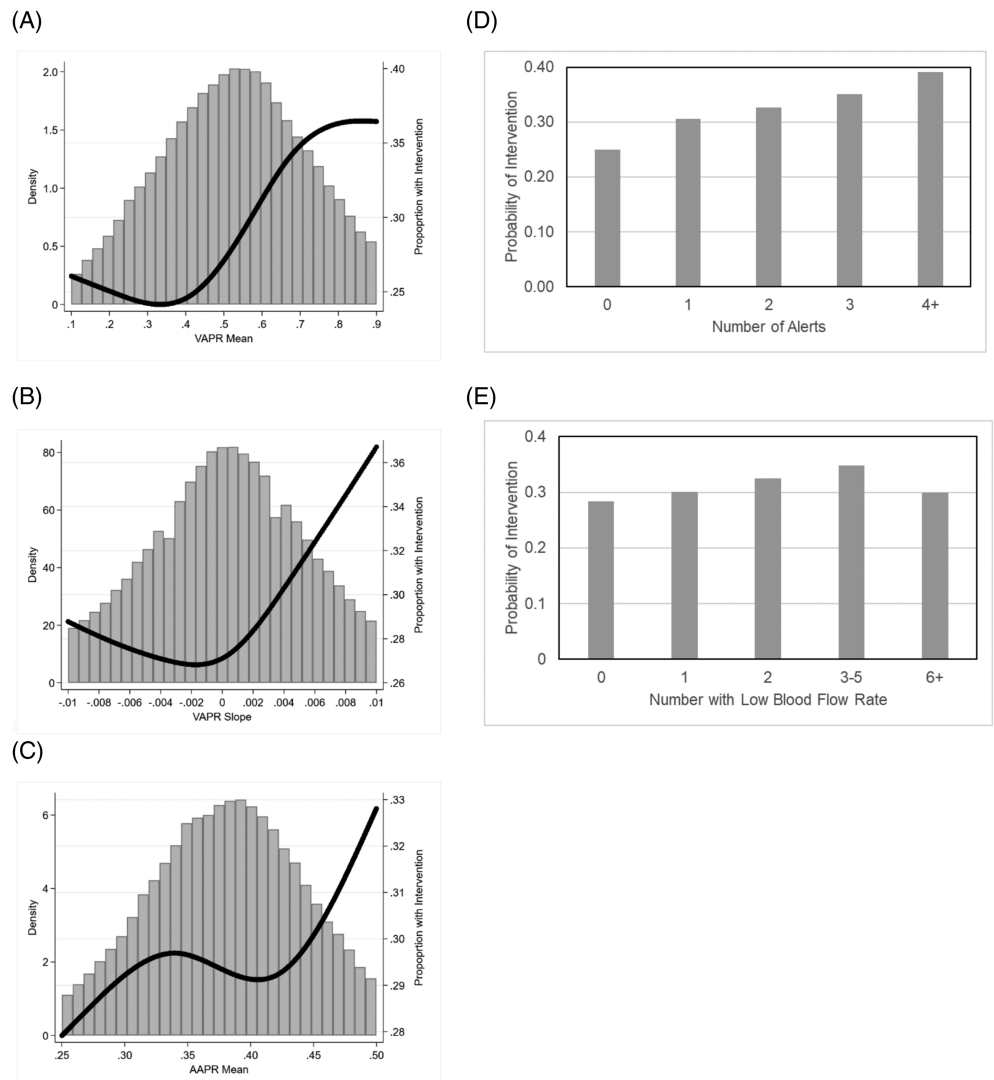 (A)
Density
2.0
1.5
1.0
0.5
0
.40
.35
.30
.25
Propoprtion with Intervention
.1 .2 .3 .4 .5 .6 .7 .8 .9
VAPR Mean
(B)
Density
80
60
40
20
0
.36
.34
.32
.30
.28
.26
Propoprtion with Intervention
-.01 -.008 -.006 -.004 -.002 0 .002 .004 .006 .008 .01
VAPR Slope
(C)
Density
6
4
2
0
.33
.32
.31
.30
.29
.28
Propoprtion with Intervention
.25 .30 .35 .40 .45 .50
AAPR Mean
(D)
Probability of Intervention
0.40
0.30
0.20
0.10
0.00
0 1 2 3 4+
Number of Alerts
(E)
Probability of Intervention
0.4
0.3
0.2
0.1
0
0 1 2 3-5 6+
Number with Low Blood Flow Rate